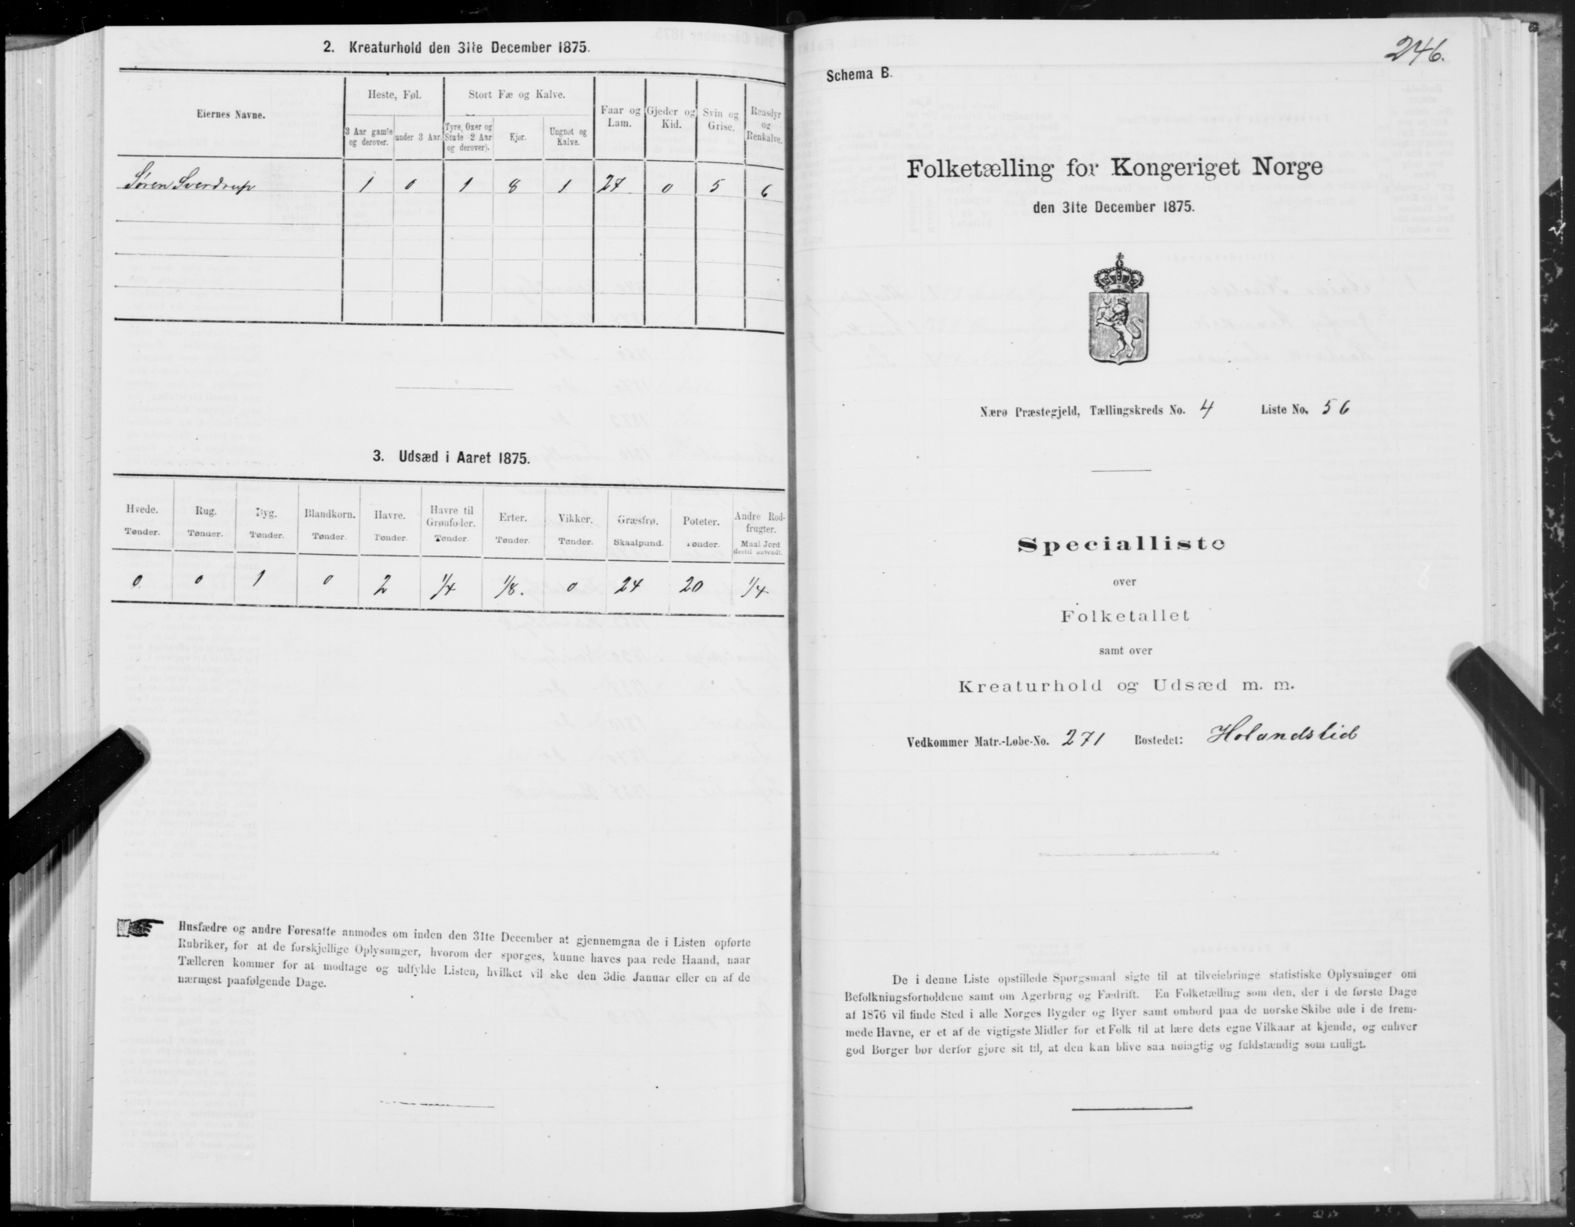 2. Kreaturhold den 31te December 1875.
Eiernes Navne.
Heste, Føl.
Stort Fæ og Kalve.
Faar og Lam.
Gjeder og Kid.
Svin og Grise.
Rensdyr og Renkalve.
3 Aar gamle og derover.
under 3 Aar.
Tyre, Oxer og Stude 2 Aar og derover.
Kjør.
Ungnøt og Kalve.
Søren Sverdrup 1 0 1 8 1 27 0 5 6
3. Udsæd i Aaret 1875.
Hvede. Rug. Byg. Blandkorn. Havre. Havre til Grønfoder. Erter. Vikker. Græsfrø. Poteter. Andre Rodfrugter.
Tønder. Tønder. Tønder. Tønder. Tønder. Tønder. Tønder. Tønder. Skaalpund. Tønder. Maal Jord dertil anvendt.
0 0 1 0 2 1/4 1/8. 0 24 20 1/4
Husfædre og andre Foresatte anmodes om inden den 31te December at gjennemgaa de i Listen opførte
Rubriker, for at de forskjellige Oplysninger, hvorom der spørges, kunne haves paa rede Haand, naar
Tælleren kommer for at modtage og udfylde Listen, hvilket vil ske den 3die Januar eller en af de
nærmest paafølgende Dage.
246.
Schema B.
Folketælling for Kongeriget Norge
den 31te December 1875.
Nærø Præstegjeld, Tællingskreds No. 4 Liste No. 56
Specialliste
over
Folketallet
samt over
Kreaturhold og Udsæd m. m.
Vedkommer Matr.-Løbe-No. 271 Bostedet: Holandslid
De i denne Liste opstillede Spørgsmaal sigte til at tilveiebringe statistiske Oplysninger om
Befolkningsforholdene samt om Agerbrug og Fædrift. En Folketælling som den, der i de første Dage
af 1876 vil finde Sted i alle Norges Bygder og Byer samt ombord paa de norske Skibe ude i de frem-
mede Havne, er et af de vigtigste Midler for et Folk til at lære dets egne Vilkaar at kjende, og enhver
god Borger bør derfor gjøre sit til, at den kan blive saa nøiagtig og fuldstændig som muligt.